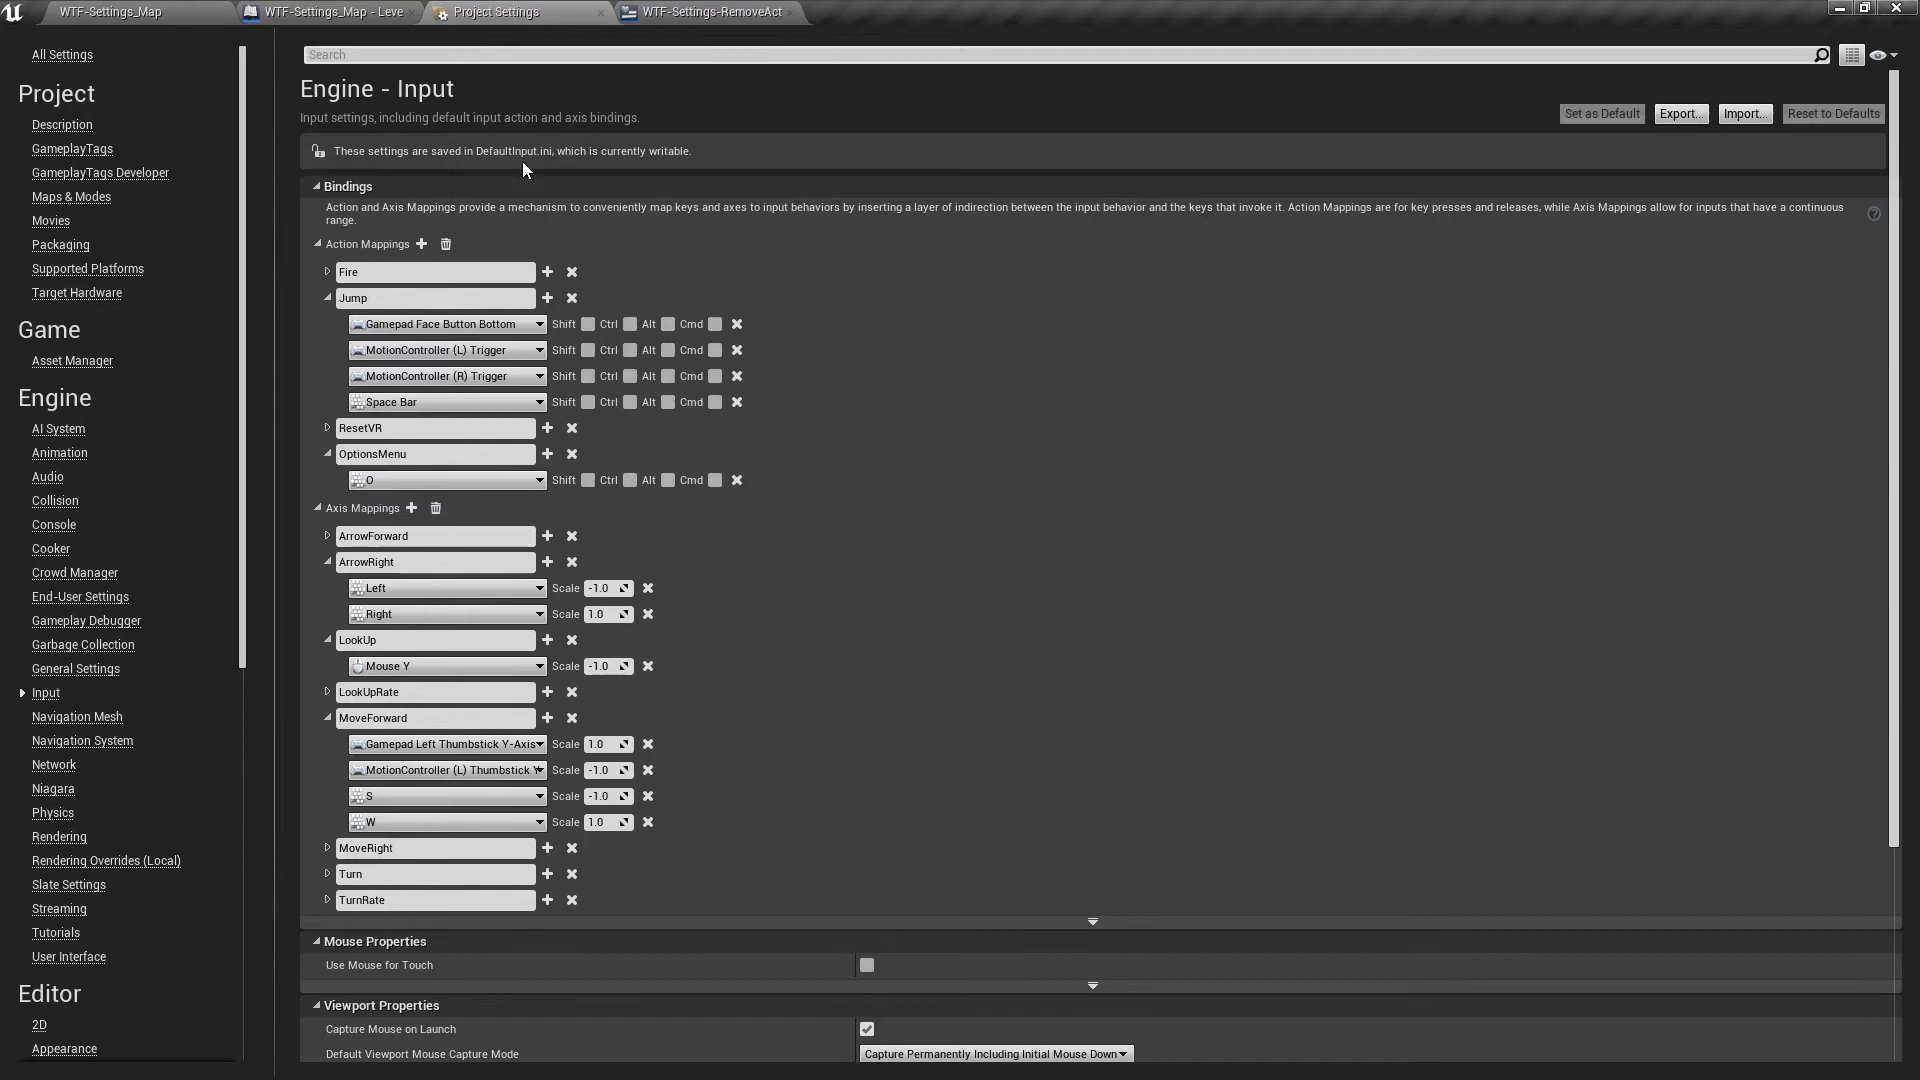 WTF-Settings_Map
WTF-Settings_Map - Leve
Project Settings
WTF-Settings-RemoveAct
All Settings
Project
Description
GameplayTags
GameplayTags Developer
Maps & Modes
Movies
Packaging
Supported Platforms
Target Hardware
Game
Asset Manager
Engine
AI System
Animation
Audio
Collision
Console
Cooker
Crowd Manager
End-User Settings
Gameplay Debugger
Garbage Collection
General Settings
Input
Navigation Mesh
Navigation System
Network
Niagara
Physics
Rendering
Rendering Overrides (Local)
Slate Settings
Streaming
Tutorials
User Interface
Editor
2D
Appearance
Search
Engine - Input
Input settings, including default input action and axis bindings.
Set as Default
Export...
Import...
Reset to Defaults
These settings are saved in DefaultInput.ini, which is currently writable.
Bindings
Action and Axis Mappings provide a mechanism to conveniently map keys and axes to input behaviors by inserting a layer of indirection between the input behavior and the keys that invoke it. Action Mappings are for key presses and releases, while Axis Mappings allow for inputs that have a continuous
range.
Action Mappings
Fire
Jump
Gamepad Face Button Bottom Shift Ctrl Alt Cmd
MotionController (L) Trigger Shift Ctrl Alt Cmd
MotionController (R) Trigger Shift Ctrl Alt Cmd
Space Bar Shift Ctrl Alt Cmd
ResetVR
OptionsMenu
O Shift Ctrl Alt Cmd
Axis Mappings
ArrowForward
ArrowRight
Left Scale -1.0
Right Scale 1.0
LookUp
Mouse Y Scale -1.0
LookUpRate
MoveForward
Gamepad Left Thumbstick Y-Axis Scale 1.0
MotionController (L) Thumbstick Y Scale -1.0
S Scale -1.0
W Scale 1.0
MoveRight
Turn
TurnRate
Mouse Properties
Use Mouse for Touch
Viewport Properties
Capture Mouse on Launch
Default Viewport Mouse Capture Mode Capture Permanently Including Initial Mouse Down